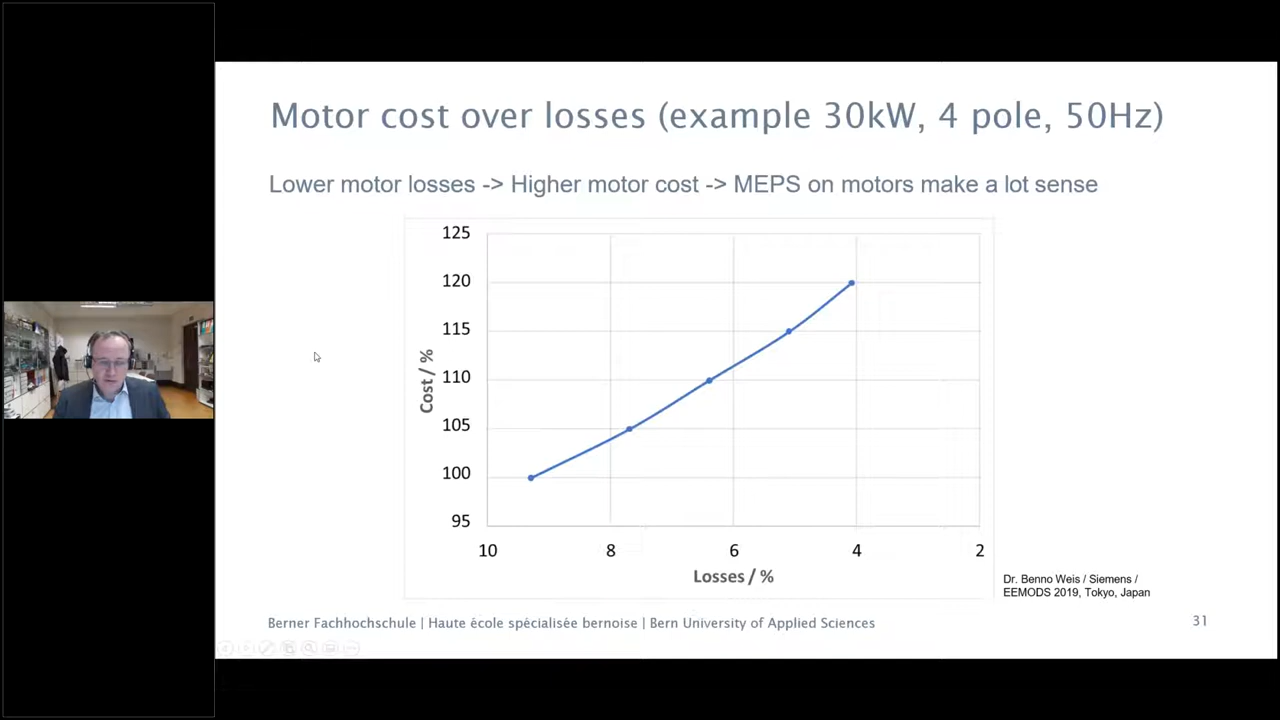 Motor cost over losses (example 30kW, 4 pole, 50Hz)
Lower motor losses -> Higher motor cost -> MEPS on motors make a lot sense
125
120
115
110
105
100
95
Cost / %
10 8 6 4 2
Losses / %
Dr. Benno Weis / Siemens /
EEMODS 2019, Tokyo, Japan
Berner Fachhochschule | Haute école spécialisée bernoise | Bern University of Applied Sciences
31